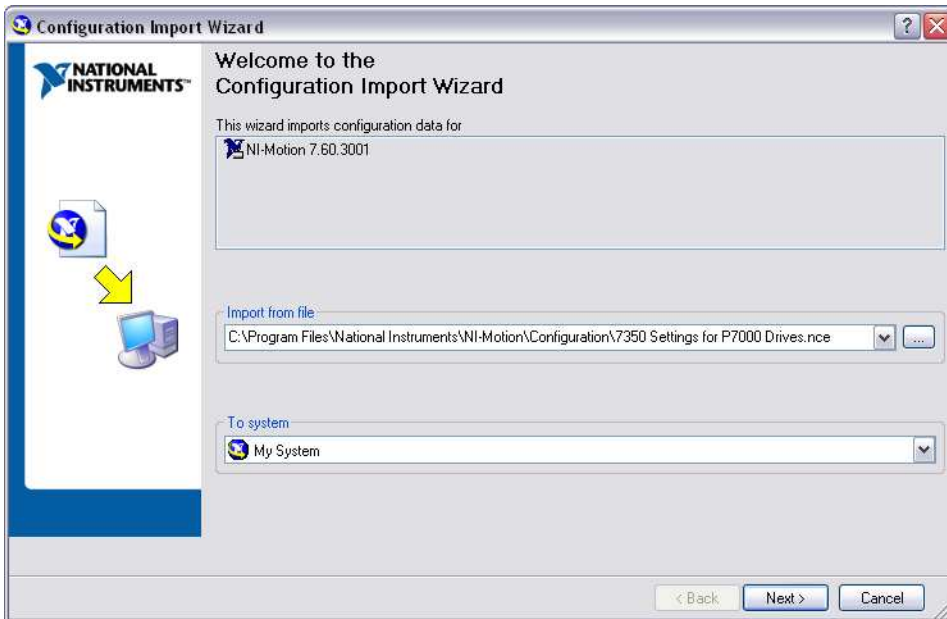 Configuration Import Wizard
NATIONAL
INSTRUMENTS™
Welcome to the
Configuration Import Wizard
This wizard imports configuration data for
NI-Motion 7.60.3001
Import from file
C:\Program Files\National Instruments\NI-Motion\Configuration\7350 Settings for P7000 Drives.nce
...
To system
My System
< Back
Next >
Cancel